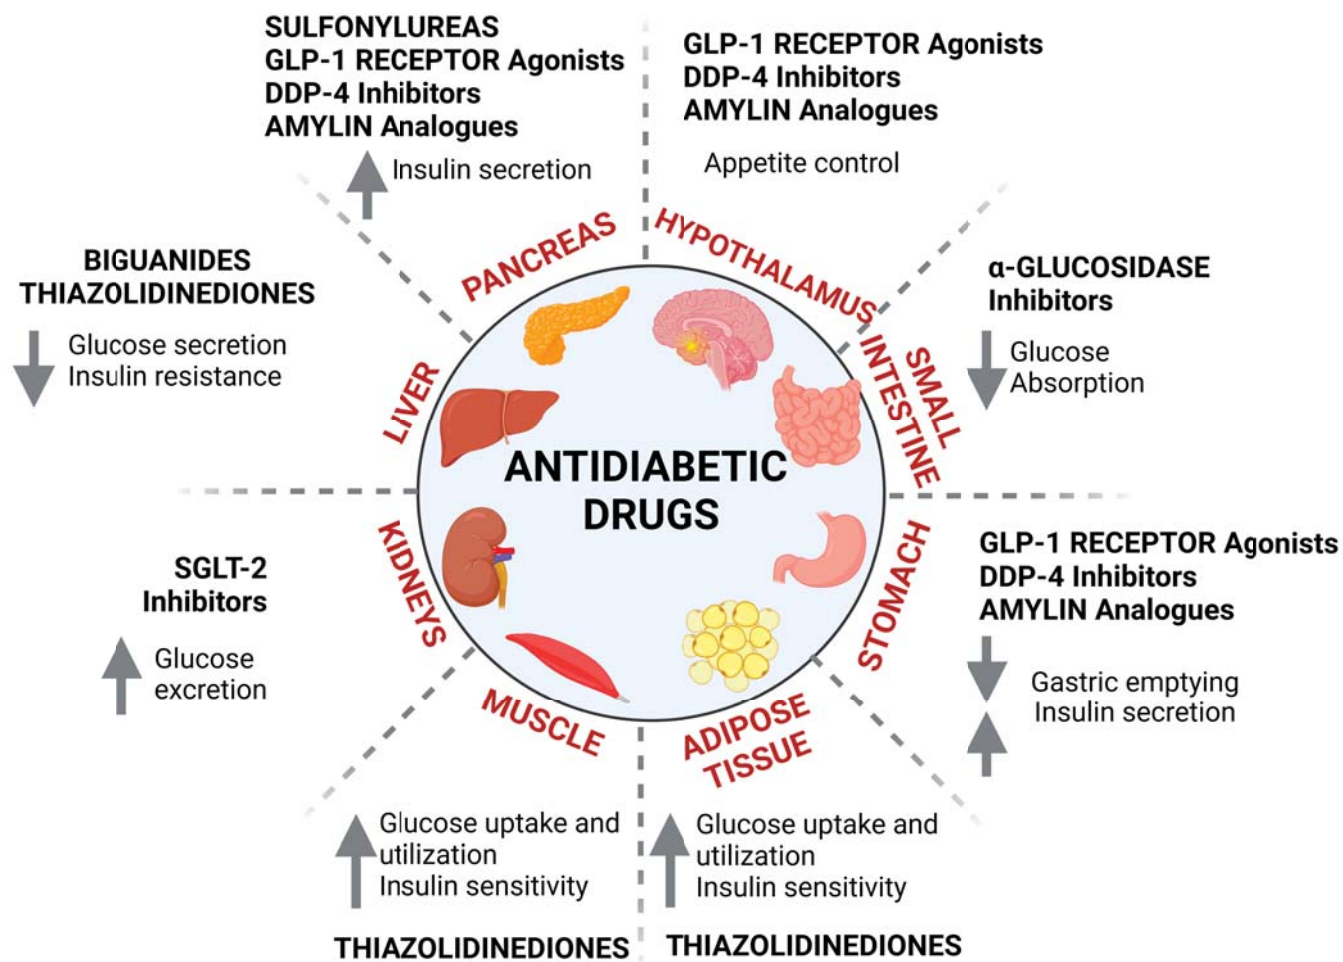 SULFONYLUREAS
GLP-1 RECEPTOR Agonists
DDP-4 Inhibitors
AMYLIN Analogues
Insulin secretion
GLP-1 RECEPTOR Agonists
DDP-4 Inhibitors
AMYLIN Analogues
Appetite control
BIGUANIDES
THIAZOLIDINEDIONES
Glucose secretion
Insulin resistance
α-GLUCOSIDASE
Inhibitors
Glucose
Absorption
PANCREAS
HYPOTHALAMUS
LIVER
SMALL
INTESTINE
ANTIDIABETIC
DRUGS
KIDNEYS
STOMACH
MUSCLE
ADIPOSE
TISSUE
SGLT-2
Inhibitors
Glucose
excretion
GLP-1 RECEPTOR Agonists
DDP-4 Inhibitors
AMYLIN Analogues
Gastric emptying
Insulin secretion
Glucose uptake and
utilization
Insulin sensitivity
THIAZOLIDINEDIONES
Glucose uptake and
utilization
Insulin sensitivity
THIAZOLIDINEDIONES